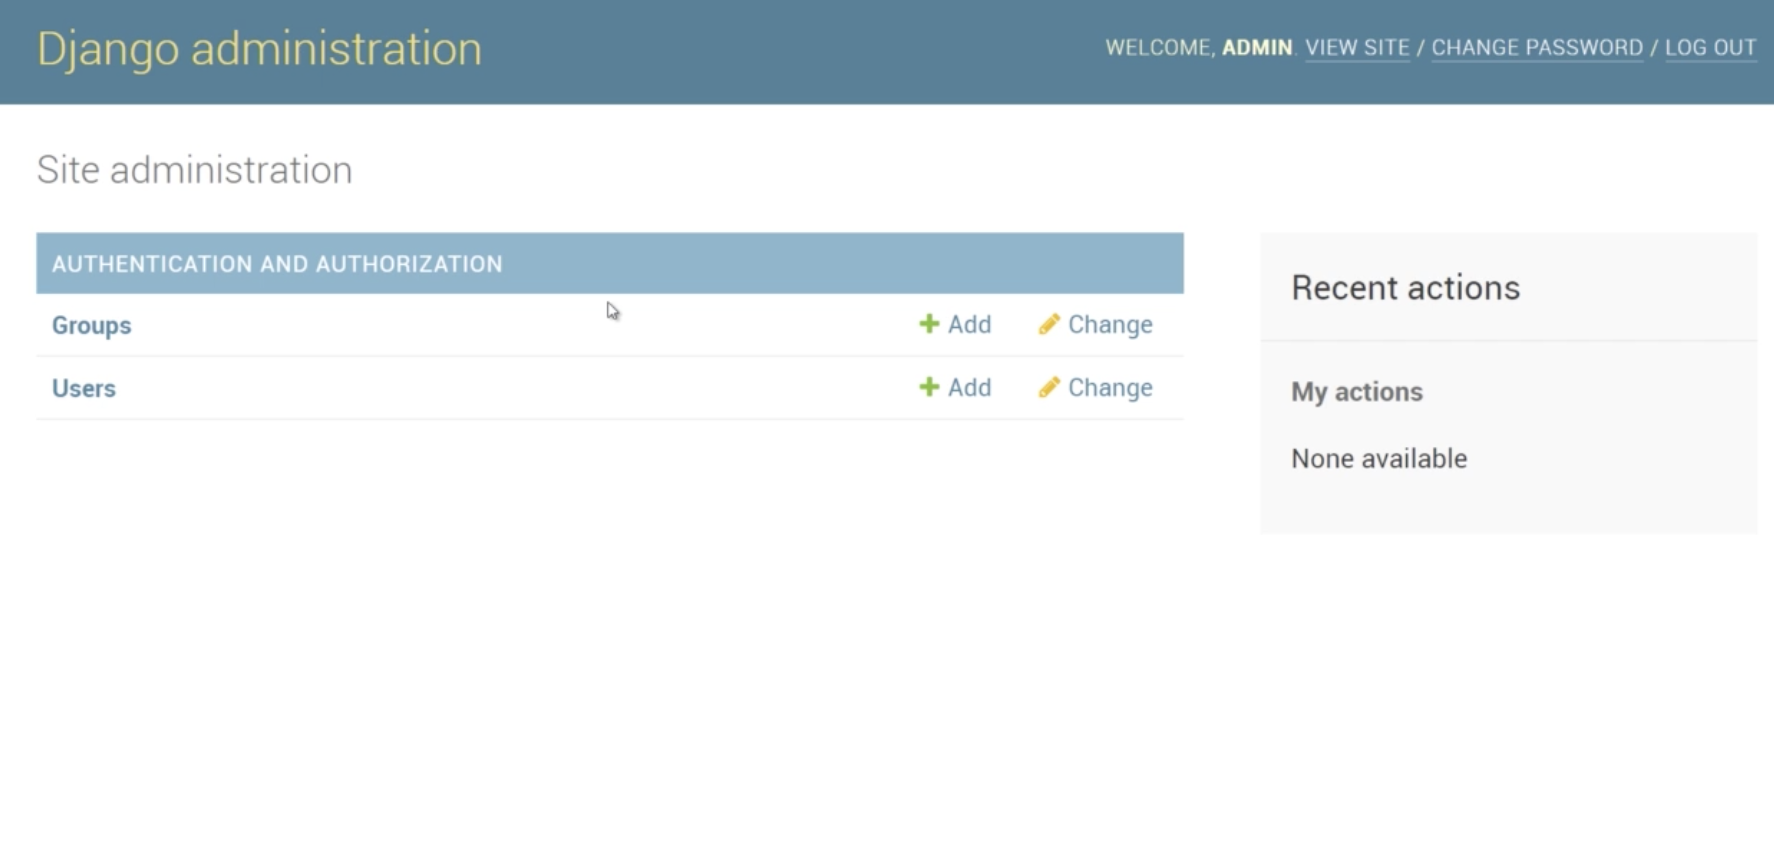 Django administration
WELCOME, ADMIN. VIEW SITE / CHANGE PASSWORD / LOG OUT
Site administration
AUTHENTICATION AND AUTHORIZATION
Groups Add Change
Users Add Change
Recent actions
My actions
None available